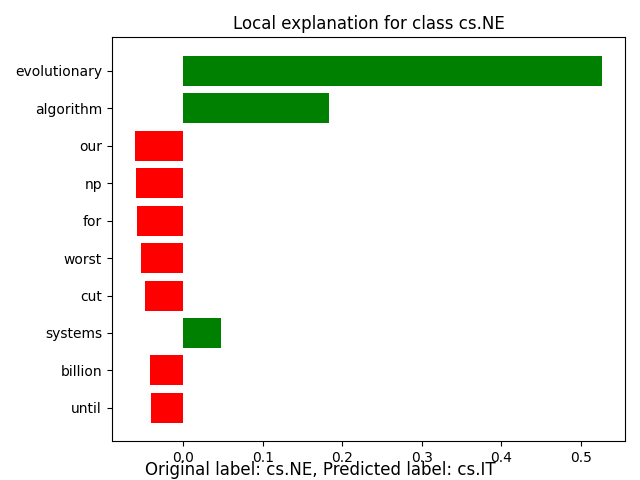 Local explanation for class cs.NE
evolutionary
algorithm
our
np
for
worst
cut
systems
billion
until
0.0 0.1 0.2 0.3 0.4 0.5
Original label: cs.NE, Predicted label: cs.IT